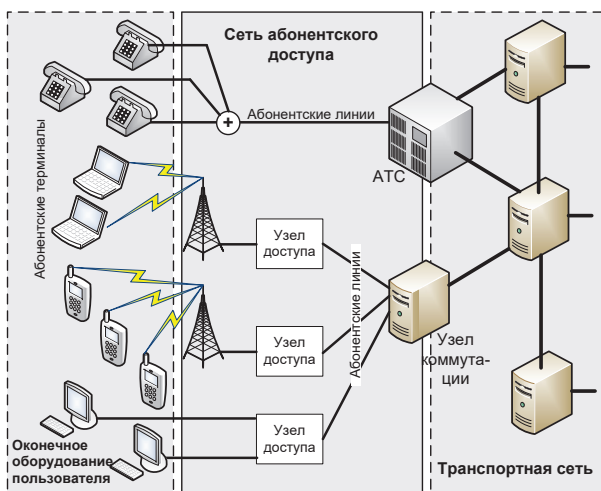 Сеть абонентского
доступа
Абонентские терминалы
+
Абонентские линии
АТС
Узел
доступа
Узел
доступа
Узел
доступа
Абонентские линии
Узел
коммута-
ции
Оконечное
оборудование
пользователя
Транспортная сеть